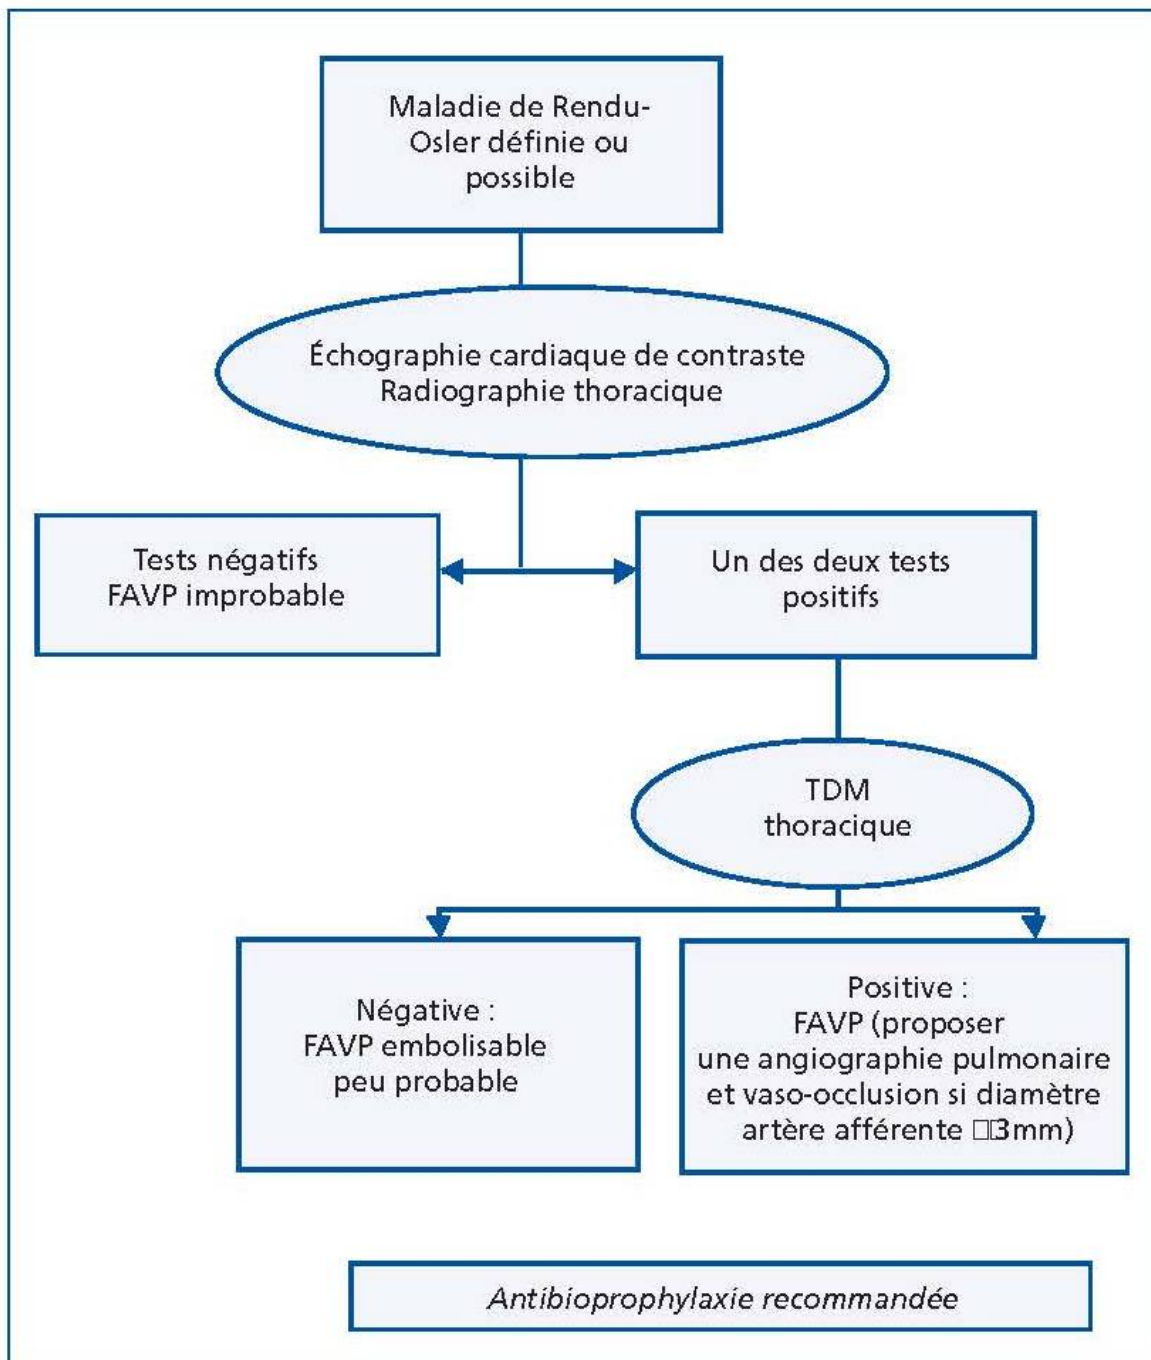 Maladie de Rendu-
Osler définie ou
possible
Échographie cardiaque de contraste
Radiographie thoracique
Tests négatifs
FAVP improbable
Un des deux tests
positifs
TDM
thoracique
Négative :
FAVP embolisable
peu probable
Positive :
FAVP (proposer
une angiographie pulmonaire
et vaso-occlusion si diamètre
artère afférente □□3mm)
Antibioprophylaxie recommandée